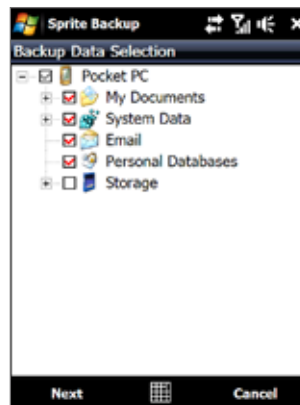 Sprite Backup
Backup Data Selection
Pocket PC
My Documents
System Data
Email
Personal Databases
Storage
Next Cancel